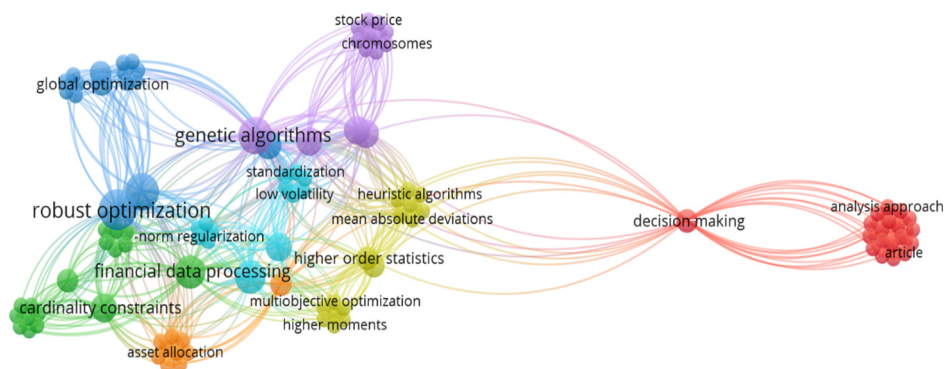 stock price
chromosomes
global optimization
genetic algorithms
standardization
low volatility
heuristic algorithms
robust optimization
mean absolute deviations
decision making
analysis approach
-norm regularization
article
higher order statistics
financial data processing
multiobjective optimization
cardinality constraints
higher moments
asset allocation